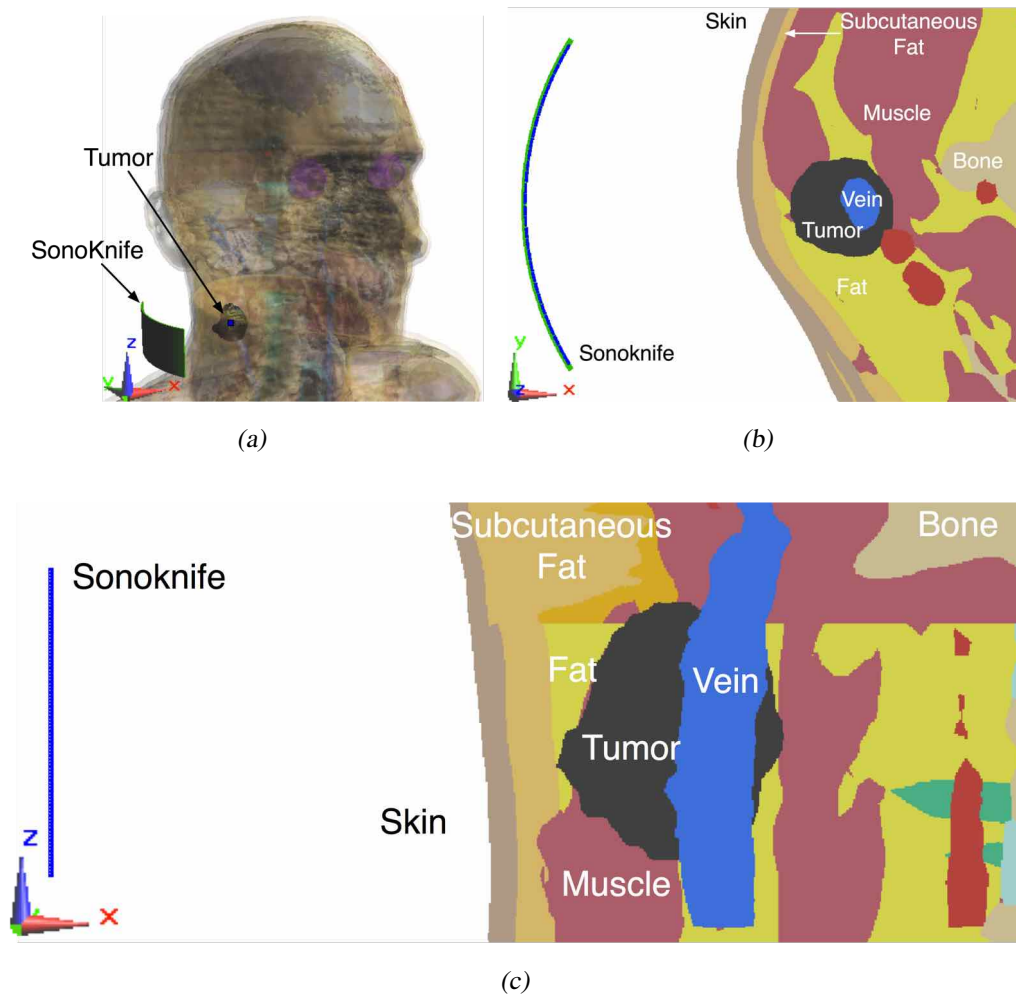 Tumor
SonoKnife
z
y
x
(a)
Skin
Subcutaneous
Fat
Muscle
Bone
Vein
Tumor
Fat
Sonoknife
y
z
x
(b)
Subcutaneous
Fat
Bone
Sonoknife
Fat
Vein
Tumor
Skin
Muscle
z
y
x
(c)